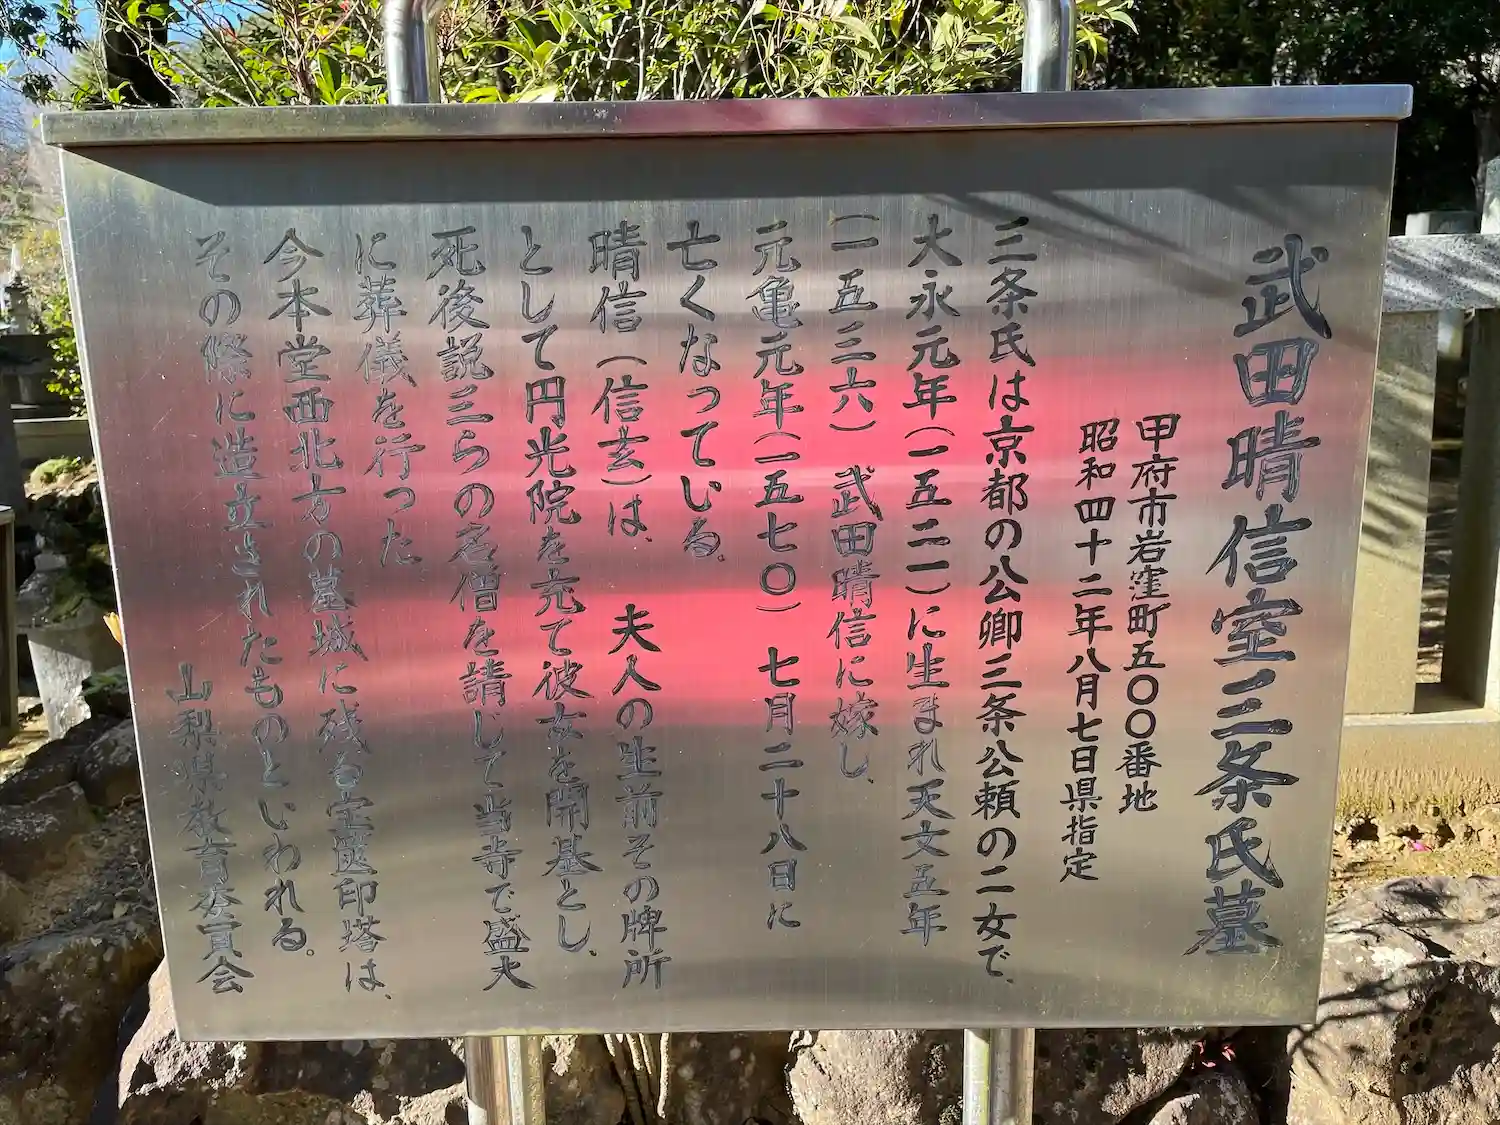 武田晴信室三条氏墓
甲府市岩窪町五〇〇番地
昭和四十二年八月七日県指定
三条氏は京都の公卿三条公頼の二女で、
大永元年(一五二一)に生まれ天文五年
(一五三六)武田晴信に嫁し、
元亀元年(一五七〇)七月二十八日に
亡くなっている。
晴信(信玄)は、夫人の生前その牌所
として円光院を充て彼女を開基とし、
死後説三らの名僧を請じて当寺で盛大
に葬儀を行った。
今本堂西北方の墓城に残る宝篋印塔は、
その際に造立されたものといわれる。
山梨県教育委員会